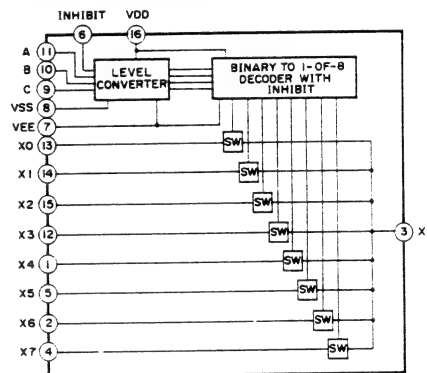 INHIBIT VDD
6 16
A 11
B 10
C 9
VSS 8
VEE 7
LEVEL
CONVERTER
BINARY TO 1-OF-8
DECODER WITH
INHIBIT
X0 13 SW
X1 14 SW
X2 15 SW
X3 12 SW
3 X
X4 1 SW
X5 5 SW
X6 2 SW
X7 4 SW